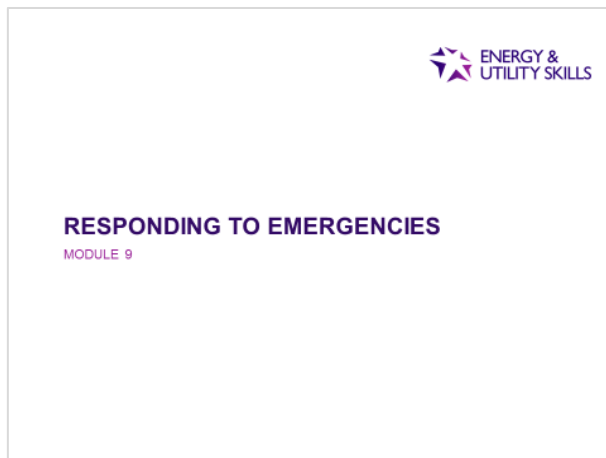 ENERGY &
UTILITY SKILLS
RESPONDING TO EMERGENCIES
MODULE 9